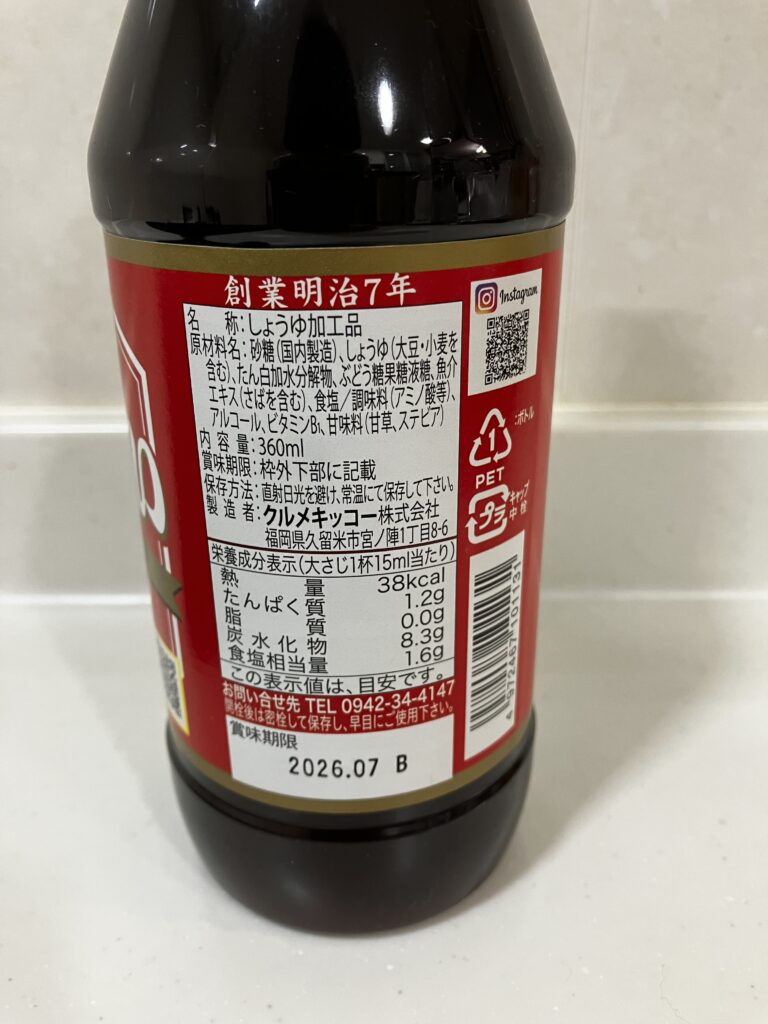 創業明治7年
名 称:しょうゆ加工品
原材料名:砂糖(国内製造)、しょうゆ(大豆・小麦を
含む)、たん白加水分解物、ぶどう糖果糖液糖、魚介
エキス(さばを含む)、食塩/調味料(アミノ酸等)、
アルコール、ビタミンB₁、甘味料(甘草、ステビア)
内容量:360ml
賞味期限:枠外下部に記載
保存方法:直射日光を避け、常温にて保存して下さい。
製造者:クルメキッコー株式会社
福岡県久留米市宮ノ陣1丁目8-6
栄養成分表示(大さじ1杯15ml当たり)
熱量 38kcal
たんぱく質 1.2g
脂質 0.0g
炭水化物 8.3g
食塩相当量 1.6g
この表示値は、目安です。
お問い合せ先 TEL 0942-34-4147
開栓後は密栓して保存し、早目にご使用下さい。
賞味期限
2026.07 B
Instagram
:ボトル
1
PET
プラ
キャップ
中栓
4 972467 101131